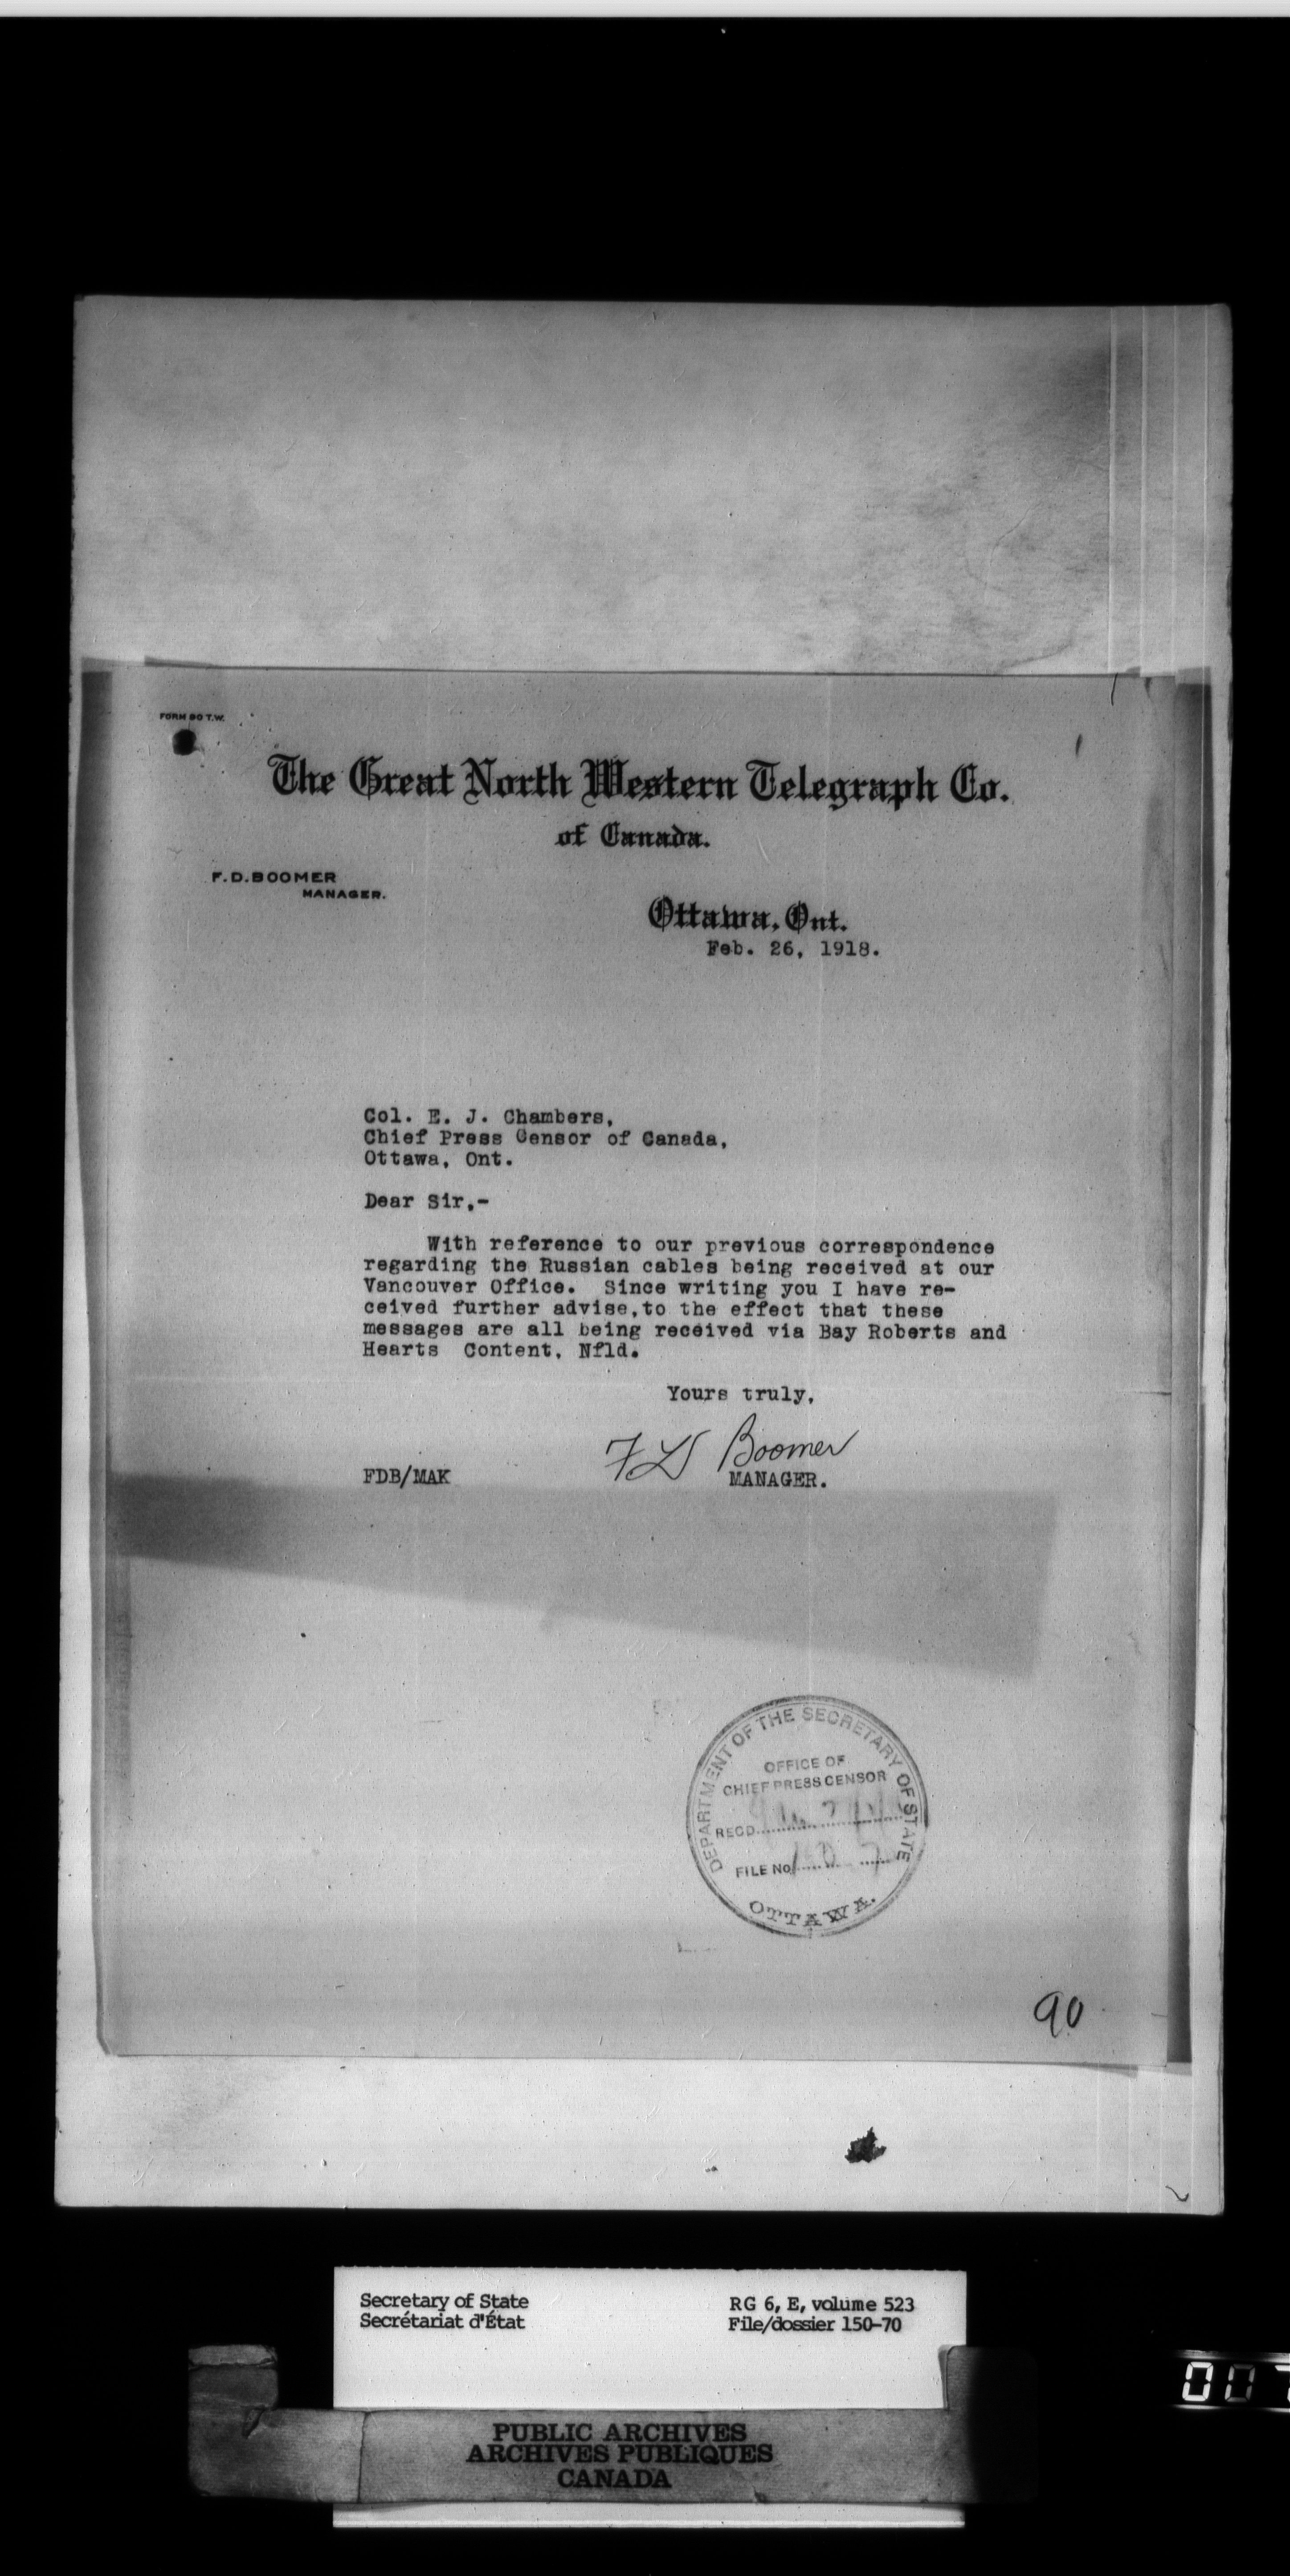 FORM 90 T.W.
The Great North Western Telegraph Co.
of Canada.
F. D. BOOMER
MANAGER.
Ottawa, Ont.
Feb. 26, 1918.
Col. E. J. Chambers,
Chief Press Censor of Canada,
Ottawa, Ont.
Dear Sir,-
With reference to our previous correspondence
regarding the Russian cables being received at our
Vancouver Office.  Since writing you I have re-
ceived further advise,to the effect that these
messages are all being received via Bay Roberts and
Hearts  Content, Nfld.
Yours truly,
FD Boomer
FDB/MAK
MANAGER.
DEPARTMENT OF THE SECRETARY OF STATE
OFFICE OF
CHIEF PRESS CENSOR
RECD
FILE No
OTTAWA.
90
Secretary of State
Secrétariat d'État
RG 6, E, volume 523
File/dossier 150-70
007
PUBLIC ARCHIVES
ARCHIVES PUBLIQUES
CANADA